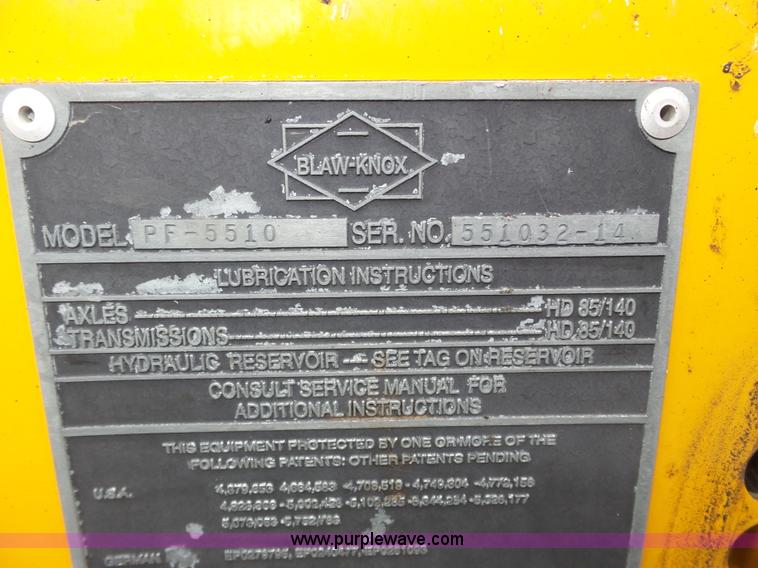 BLAW-KNOX
MODEL PF-5510 SER. NO. 551032-14
LUBRICATION INSTRUCTIONS
AXLES HD 85/140
TRANSMISSIONS HD 85/140
HYDRAULIC RESERVOIR - SEE TAG ON RESERVOIR
CONSULT SERVICE MANUAL FOR
ADDITIONAL INSTRUCTIONS
THIS EQUIPMENT PROTECTED BY ONE OR MORE OF THE
FOLLOWING PATENTS: OTHER PATENTS PENDING
U.S.A.
GERMAN
www.purplewave.com